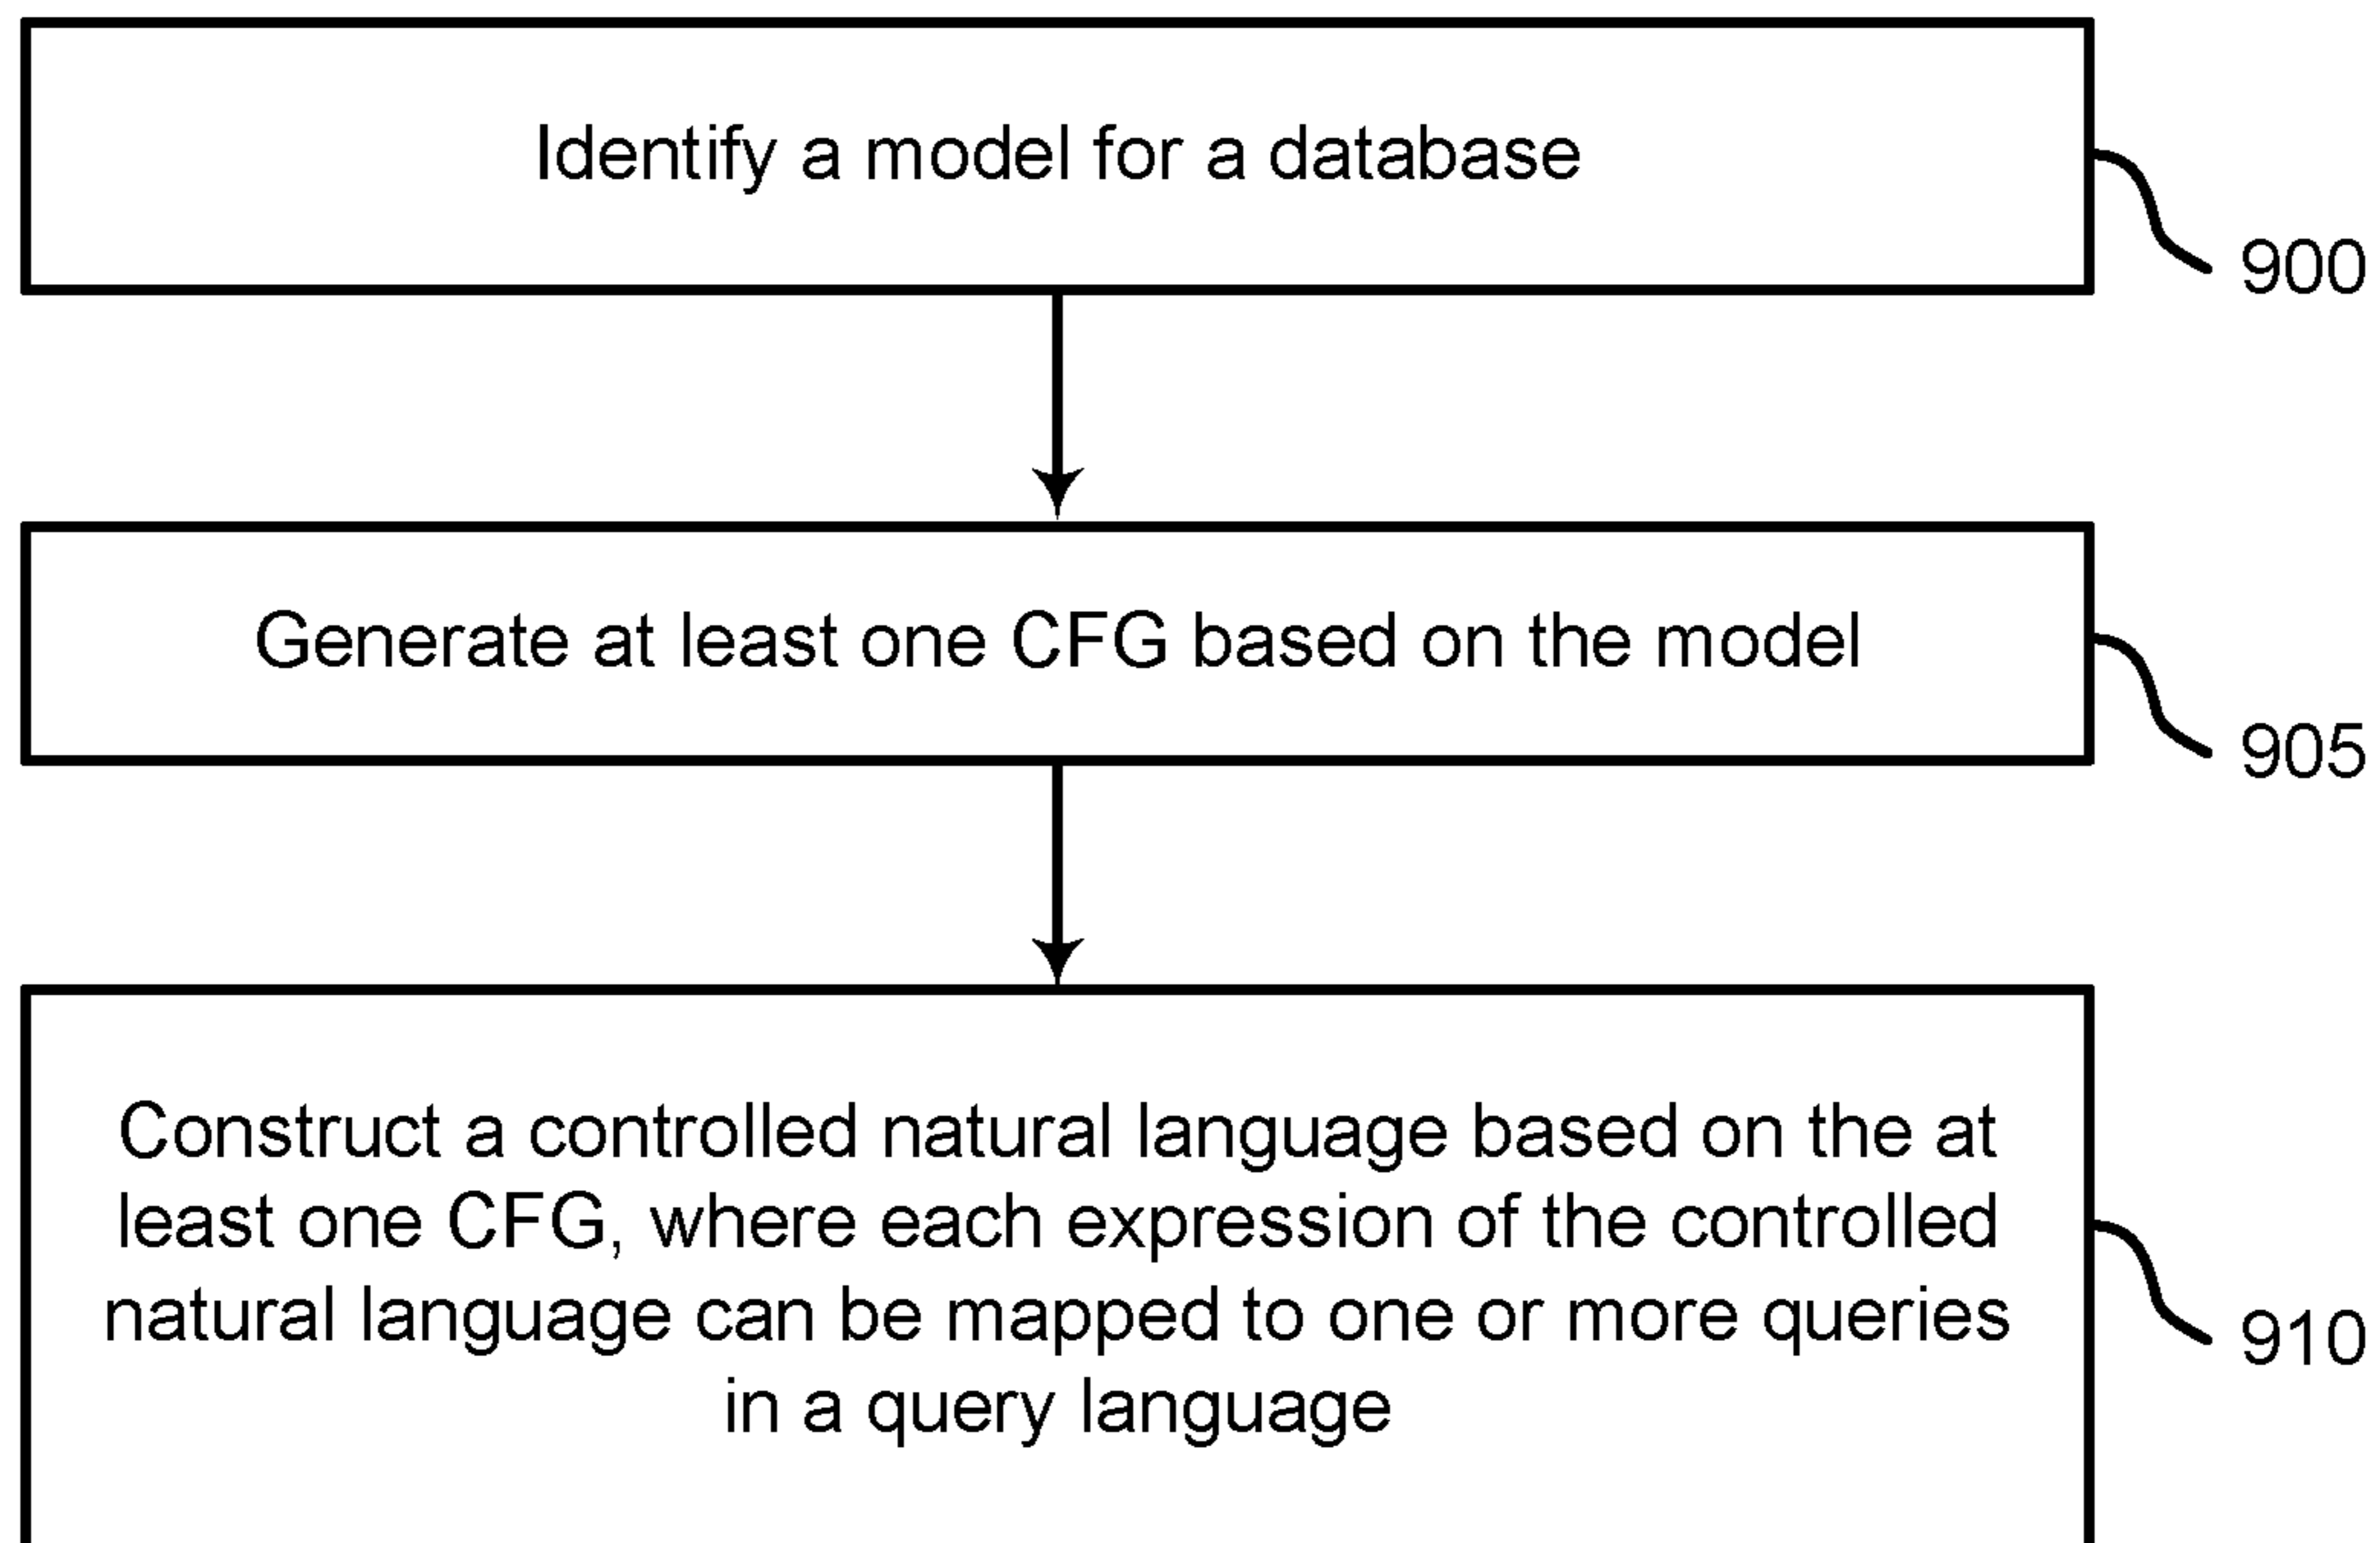 Identify a model for a database
900
Generate at least one CFG based on the model
905
Construct a controlled natural language based on the at
least one CFG, where each expression of the controlled
natural language can be mapped to one or more queries
in a query language
910